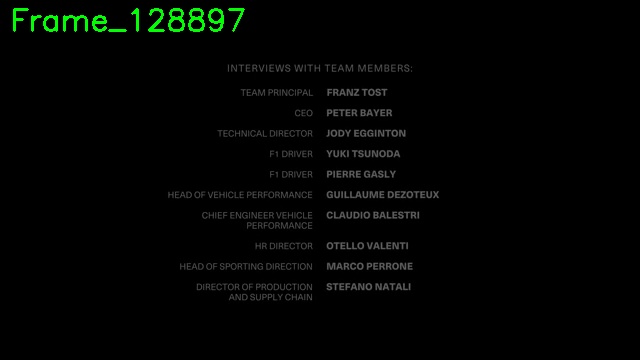 Frame_128897
INTERVIEWS WITH TEAM MEMBERS:
TEAM PRINCIPAL FRANZ TOST
CEO PETER BAYER
TECHNICAL DIRECTOR JODY EGGINTON
F1 DRIVER YUKI TSUNODA
F1 DRIVER PIERRE GASLY
HEAD OF VEHICLE PERFORMANCE GUILLAUME DEZOTEUX
CHIEF ENGINEER VEHICLE CLAUDIO BALESTRI
PERFORMANCE
HR DIRECTOR OTELLO VALENTI
HEAD OF SPORTING DIRECTION MARCO PERRONE
DIRECTOR OF PRODUCTION STEFANO NATALI
AND SUPPLY CHAIN